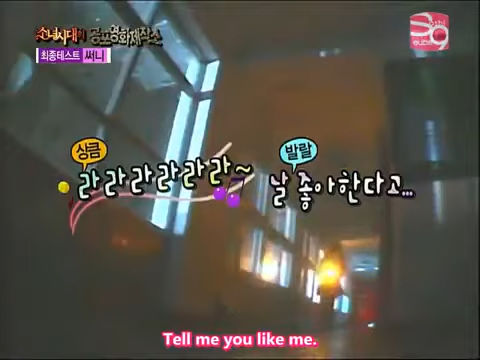 소녀시대의 공포영화제작소
최종테스트 써니
상큼
발랄
라라라라라라~
날 좋아한다고...
Tell me you like me.